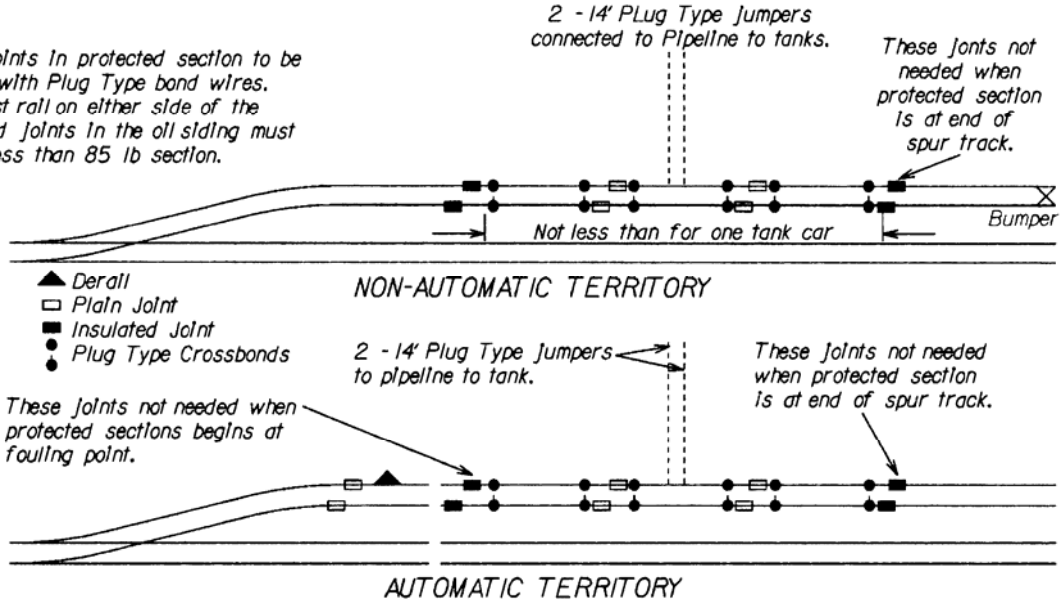 2 - 14' PLug Type Jumpers
connected to Pipeline to tanks.
oints in protected section to be
with Plug Type bond wires.
st rail on either side of the
d joints in the oil siding must
ess than 85 lb section.
These jonts not
needed when
protected section
is at end of
spur track.
Bumper
Not less than for one tank car
NON-AUTOMATIC TERRITORY
Derail
Plain Joint
Insulated Joint
Plug Type Crossbonds
2 - 14' Plug Type Jumpers
to pipeline to tank.
These joints not needed
when protected section
is at end of spur track.
These joints not needed when
protected sections begins at
fouling point.
AUTOMATIC TERRITORY